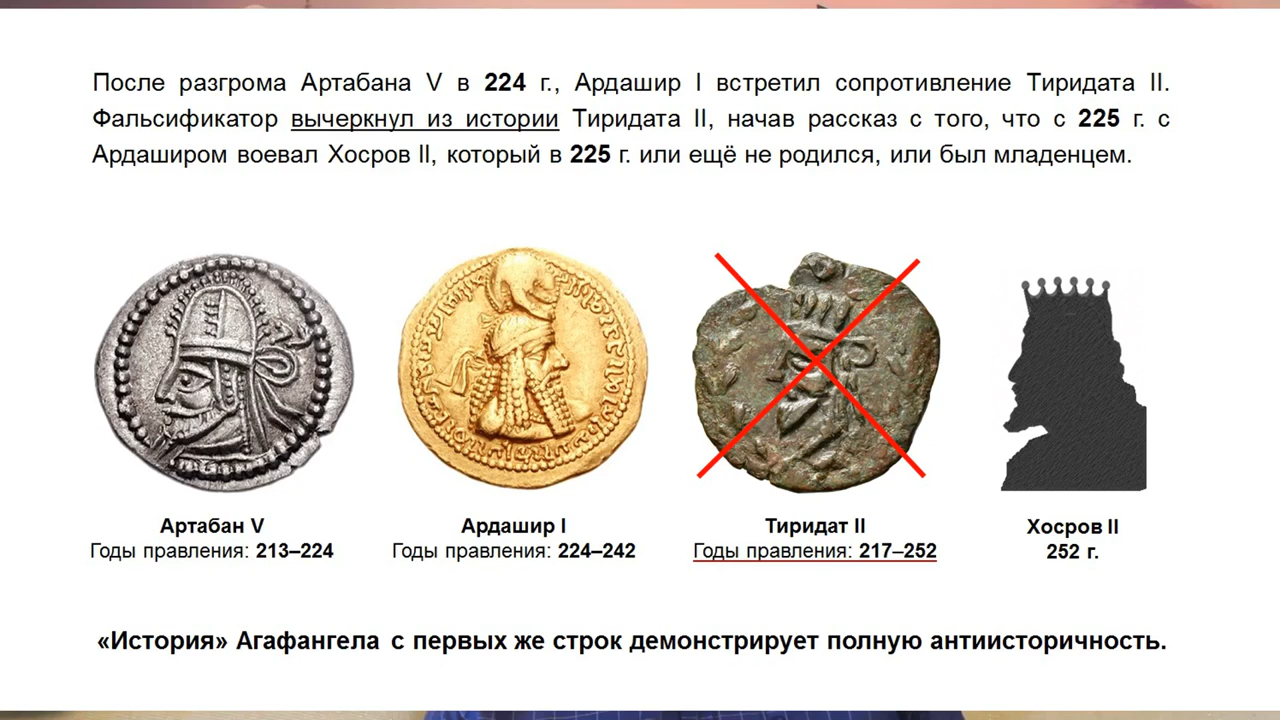 После разгрома Артабана V в 224 г., Ардашир I встретил сопротивление Тиридата II.
Фальсификатор вычеркнул из истории Тиридата II, начав рассказ с того, что с 225 г. с
Ардаширом воевал Хосров II, который в 225 г. или ещё не родился, или был младенцем.
Артабан V
Годы правления: 213–224
Ардашир I
Годы правления: 224–242
Тиридат II
Годы правления: 217–252
Хосров II
252 г.
«История» Агафангела с первых же строк демонстрирует полную антиисторичность.